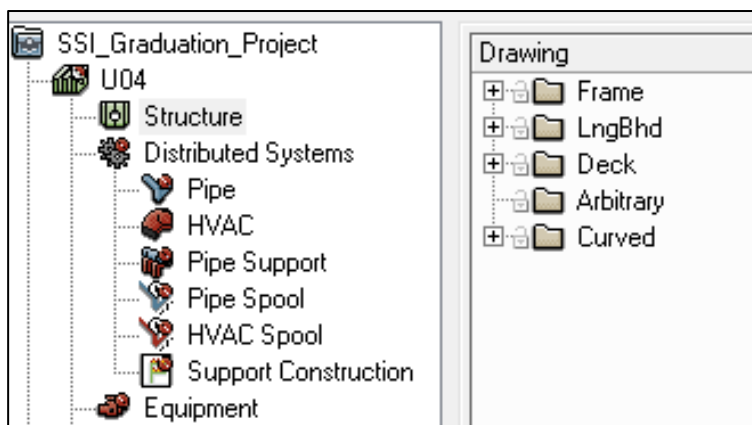 SSI_Graduation_Project
U04
Structure
Distributed Systems
Pipe
HVAC
Pipe Support
Pipe Spool
HVAC Spool
Support Construction
Equipment
Drawing
Frame
LngBhd
Deck
Arbitrary
Curved